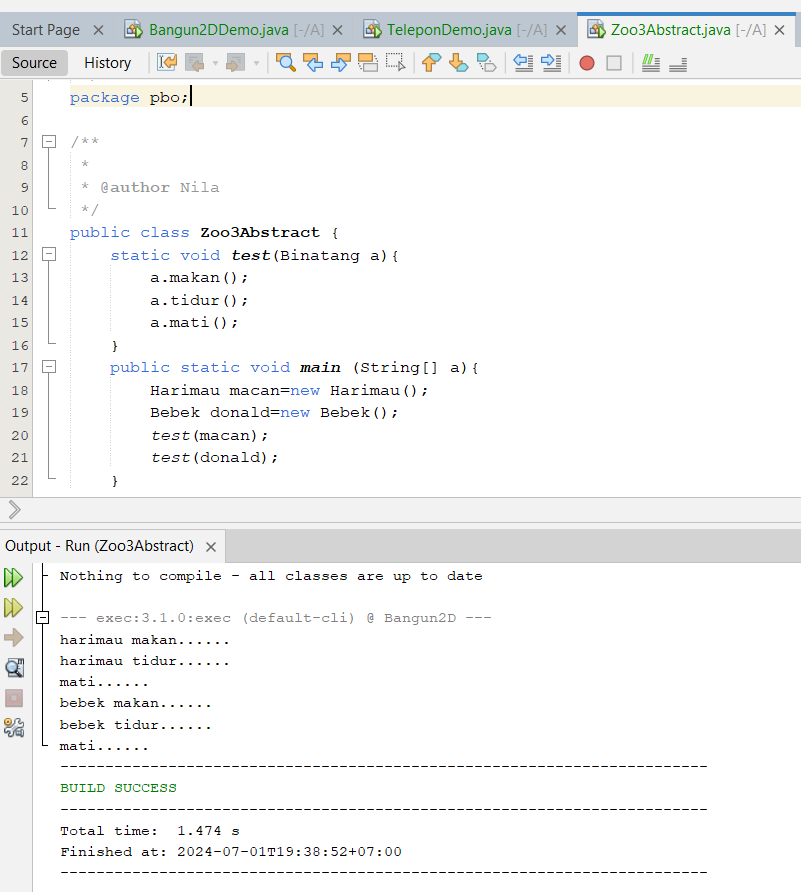 Start Page Bangun2DDemo.java [-/A] TeleponDemo.java [-/A] Zoo3Abstract.java [-/A]
Source History
5 package pbo;
6
7 /**
8 *
9 * @author Nila
10 */
11 public class Zoo3Abstract {
12 static void test(Binatang a){
13 a.makan();
14 a.tidur();
15 a.mati();
16 }
17 public static void main (String[] a){
18 Harimau macan=new Harimau();
19 Bebek donald=new Bebek();
20 test(macan);
21 test(donald);
22 }
Output - Run (Zoo3Abstract)
Nothing to compile - all classes are up to date
--- exec:3.1.0:exec (default-cli) @ Bangun2D ---
harimau makan......
harimau tidur......
mati......
bebek makan......
bebek tidur......
mati......
------------------------------------------------------------------------
BUILD SUCCESS
------------------------------------------------------------------------
Total time:  1.474 s
Finished at: 2024-07-01T19:38:52+07:00
------------------------------------------------------------------------